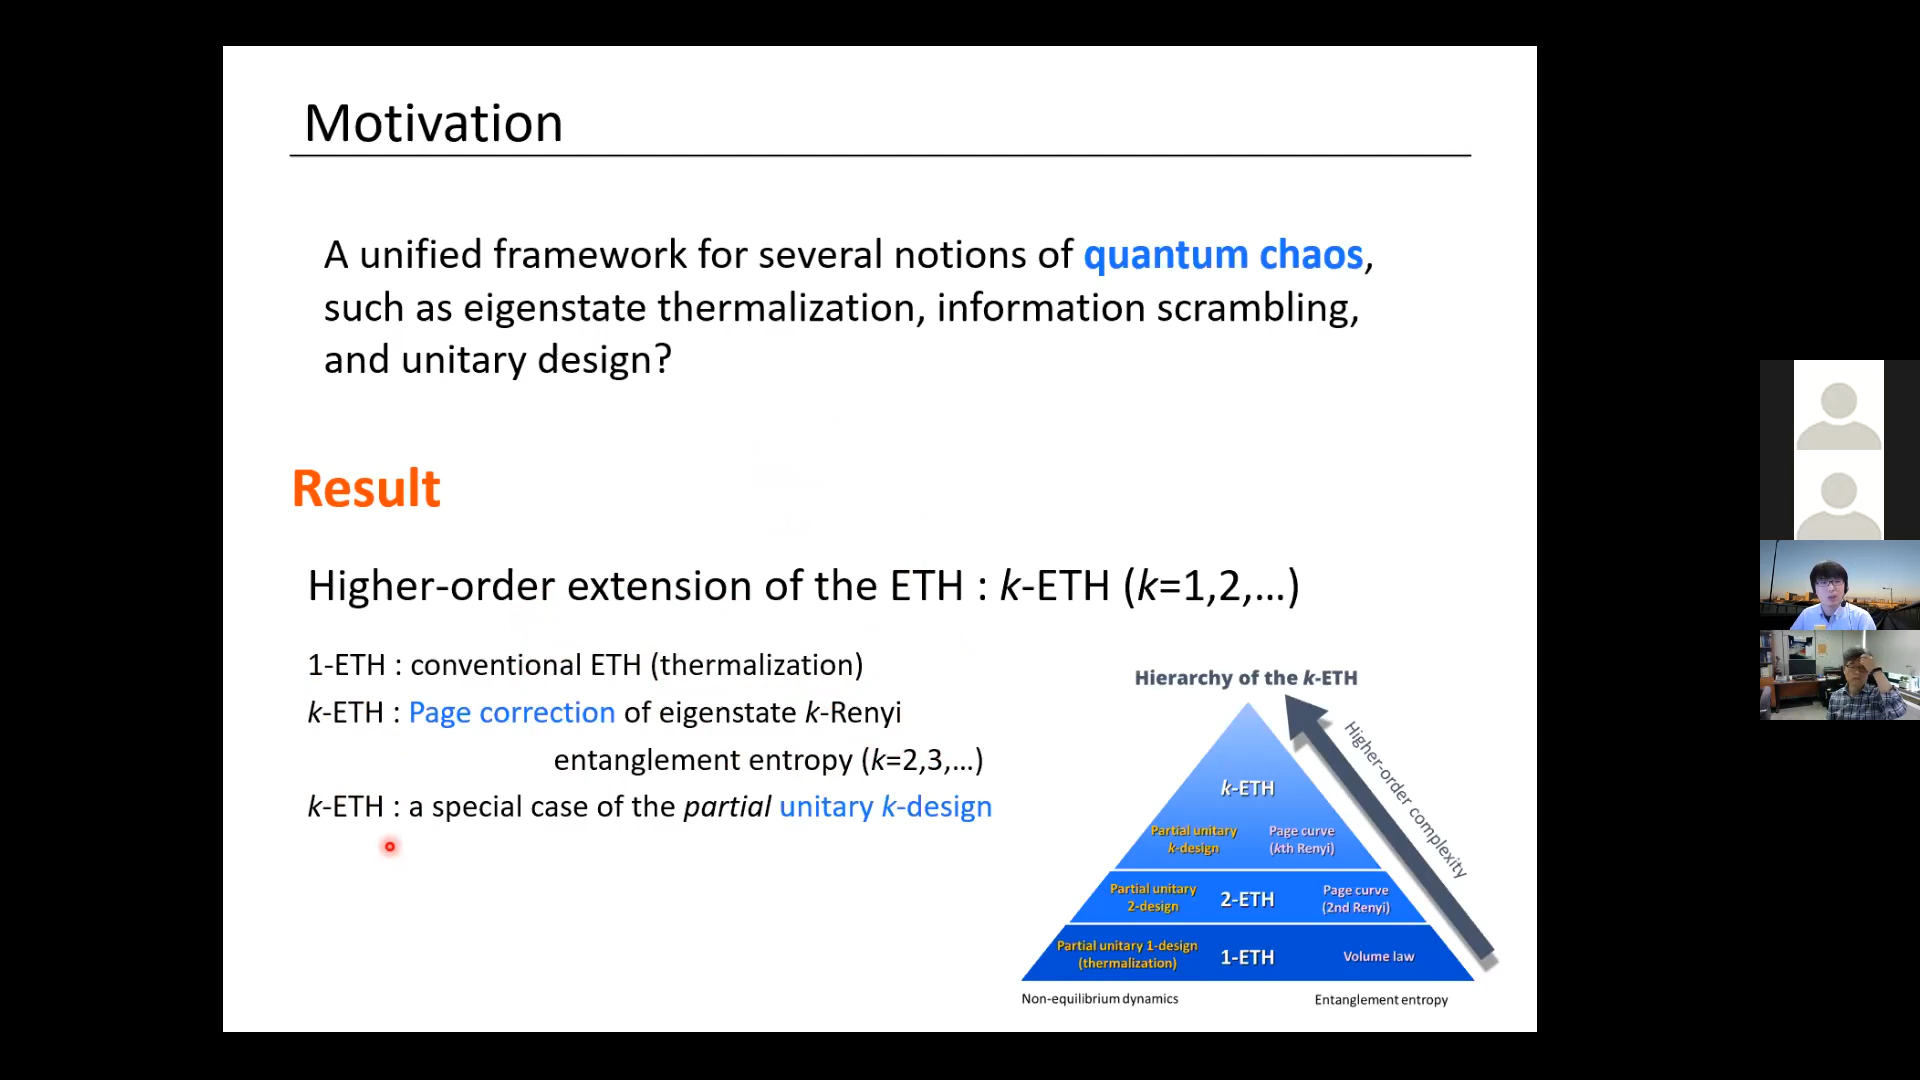 Motivation
A unified framework for several notions of quantum chaos,
such as eigenstate thermalization, information scrambling,
and unitary design?
Result
Higher-order extension of the ETH : k-ETH (k=1,2,...)
1-ETH : conventional ETH (thermalization)
k-ETH : Page correction of eigenstate k-Renyi
entanglement entropy (k=2,3,...)
k-ETH : a special case of the partial unitary k-design
Hierarchy of the k-ETH
Higher-order complexity
k-ETH
Partial unitary
k-design
Page curve
(kth Renyi)
Partial unitary
2-design
2-ETH
Page curve
(2nd Renyi)
Partial unitary 1-design
(thermalization)
1-ETH
Volume law
Non-equilibrium dynamics
Entanglement entropy